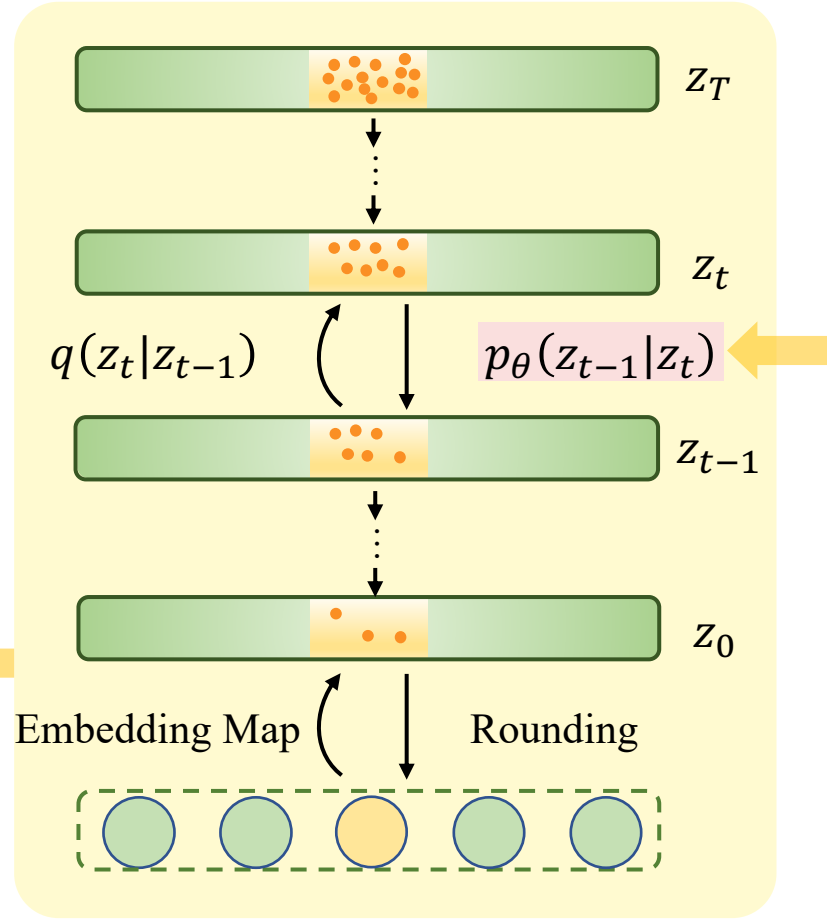 z_T
⋮
z_t
q(z_t|z_{t-1}) p_θ(z_{t-1}|z_t)
z_{t-1}
⋮
z_0
Embedding Map Rounding